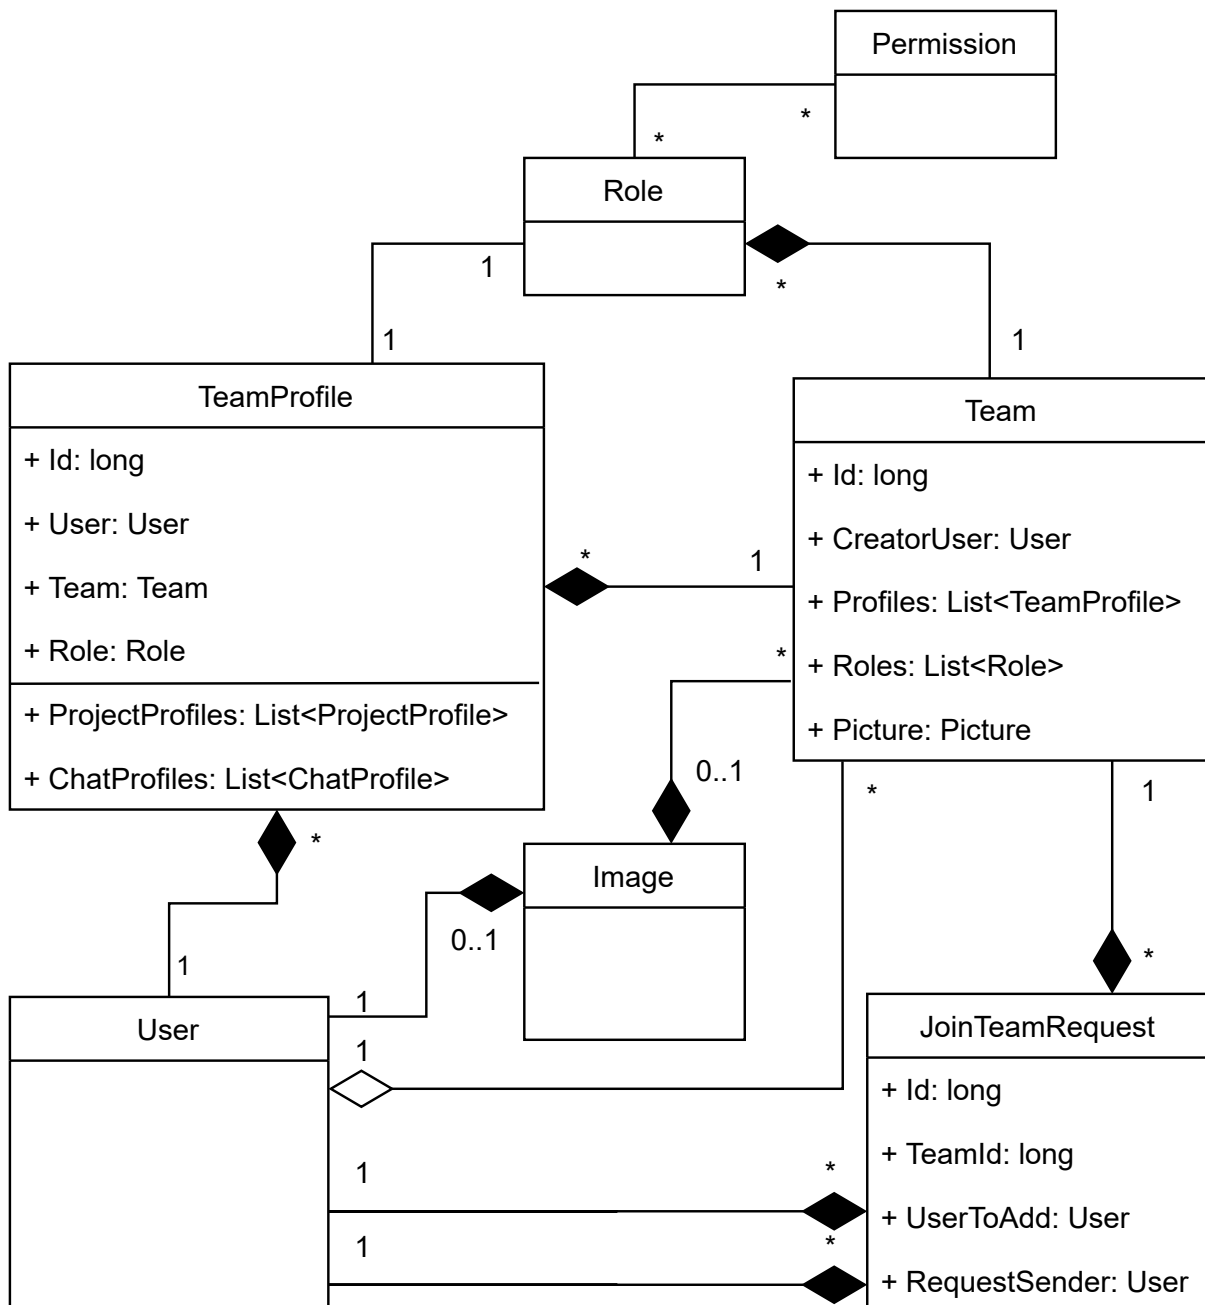 Permission
*
*
Role
1
*
1
1
TeamProfile
+ Id: long
+ User: User
+ Team: Team
+ Role: Role
+ ProjectProfiles: List<ProjectProfile>
+ ChatProfiles: List<ChatProfile>
Team
+ Id: long
+ CreatorUser: User
+ Profiles: List<TeamProfile>
+ Roles: List<Role>
+ Picture: Picture
*
1
*
0..1
*
1
*
Image
0..1
1
*
1
User
1
1
1
*
*
JoinTeamRequest
+ Id: long
+ TeamId: long
+ UserToAdd: User
+ RequestSender: User